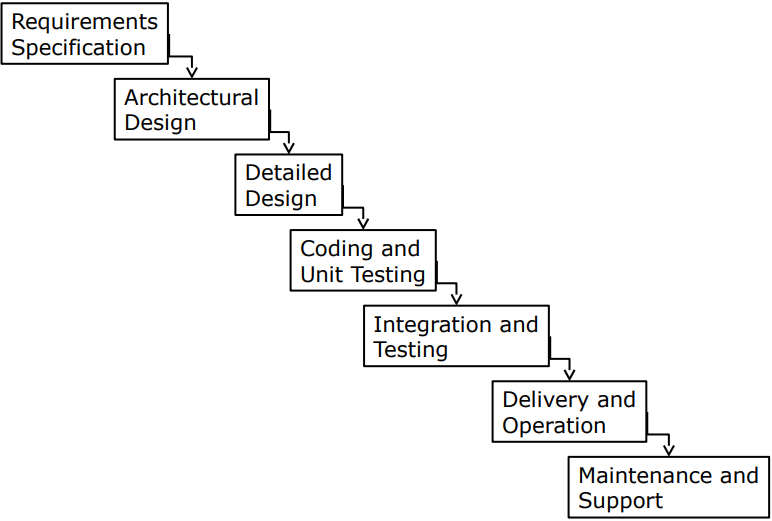 Requirements
Specification
Architectural
Design
Detailed
Design
Coding and
Unit Testing
Integration and
Testing
Delivery and
Operation
Maintenance and
Support